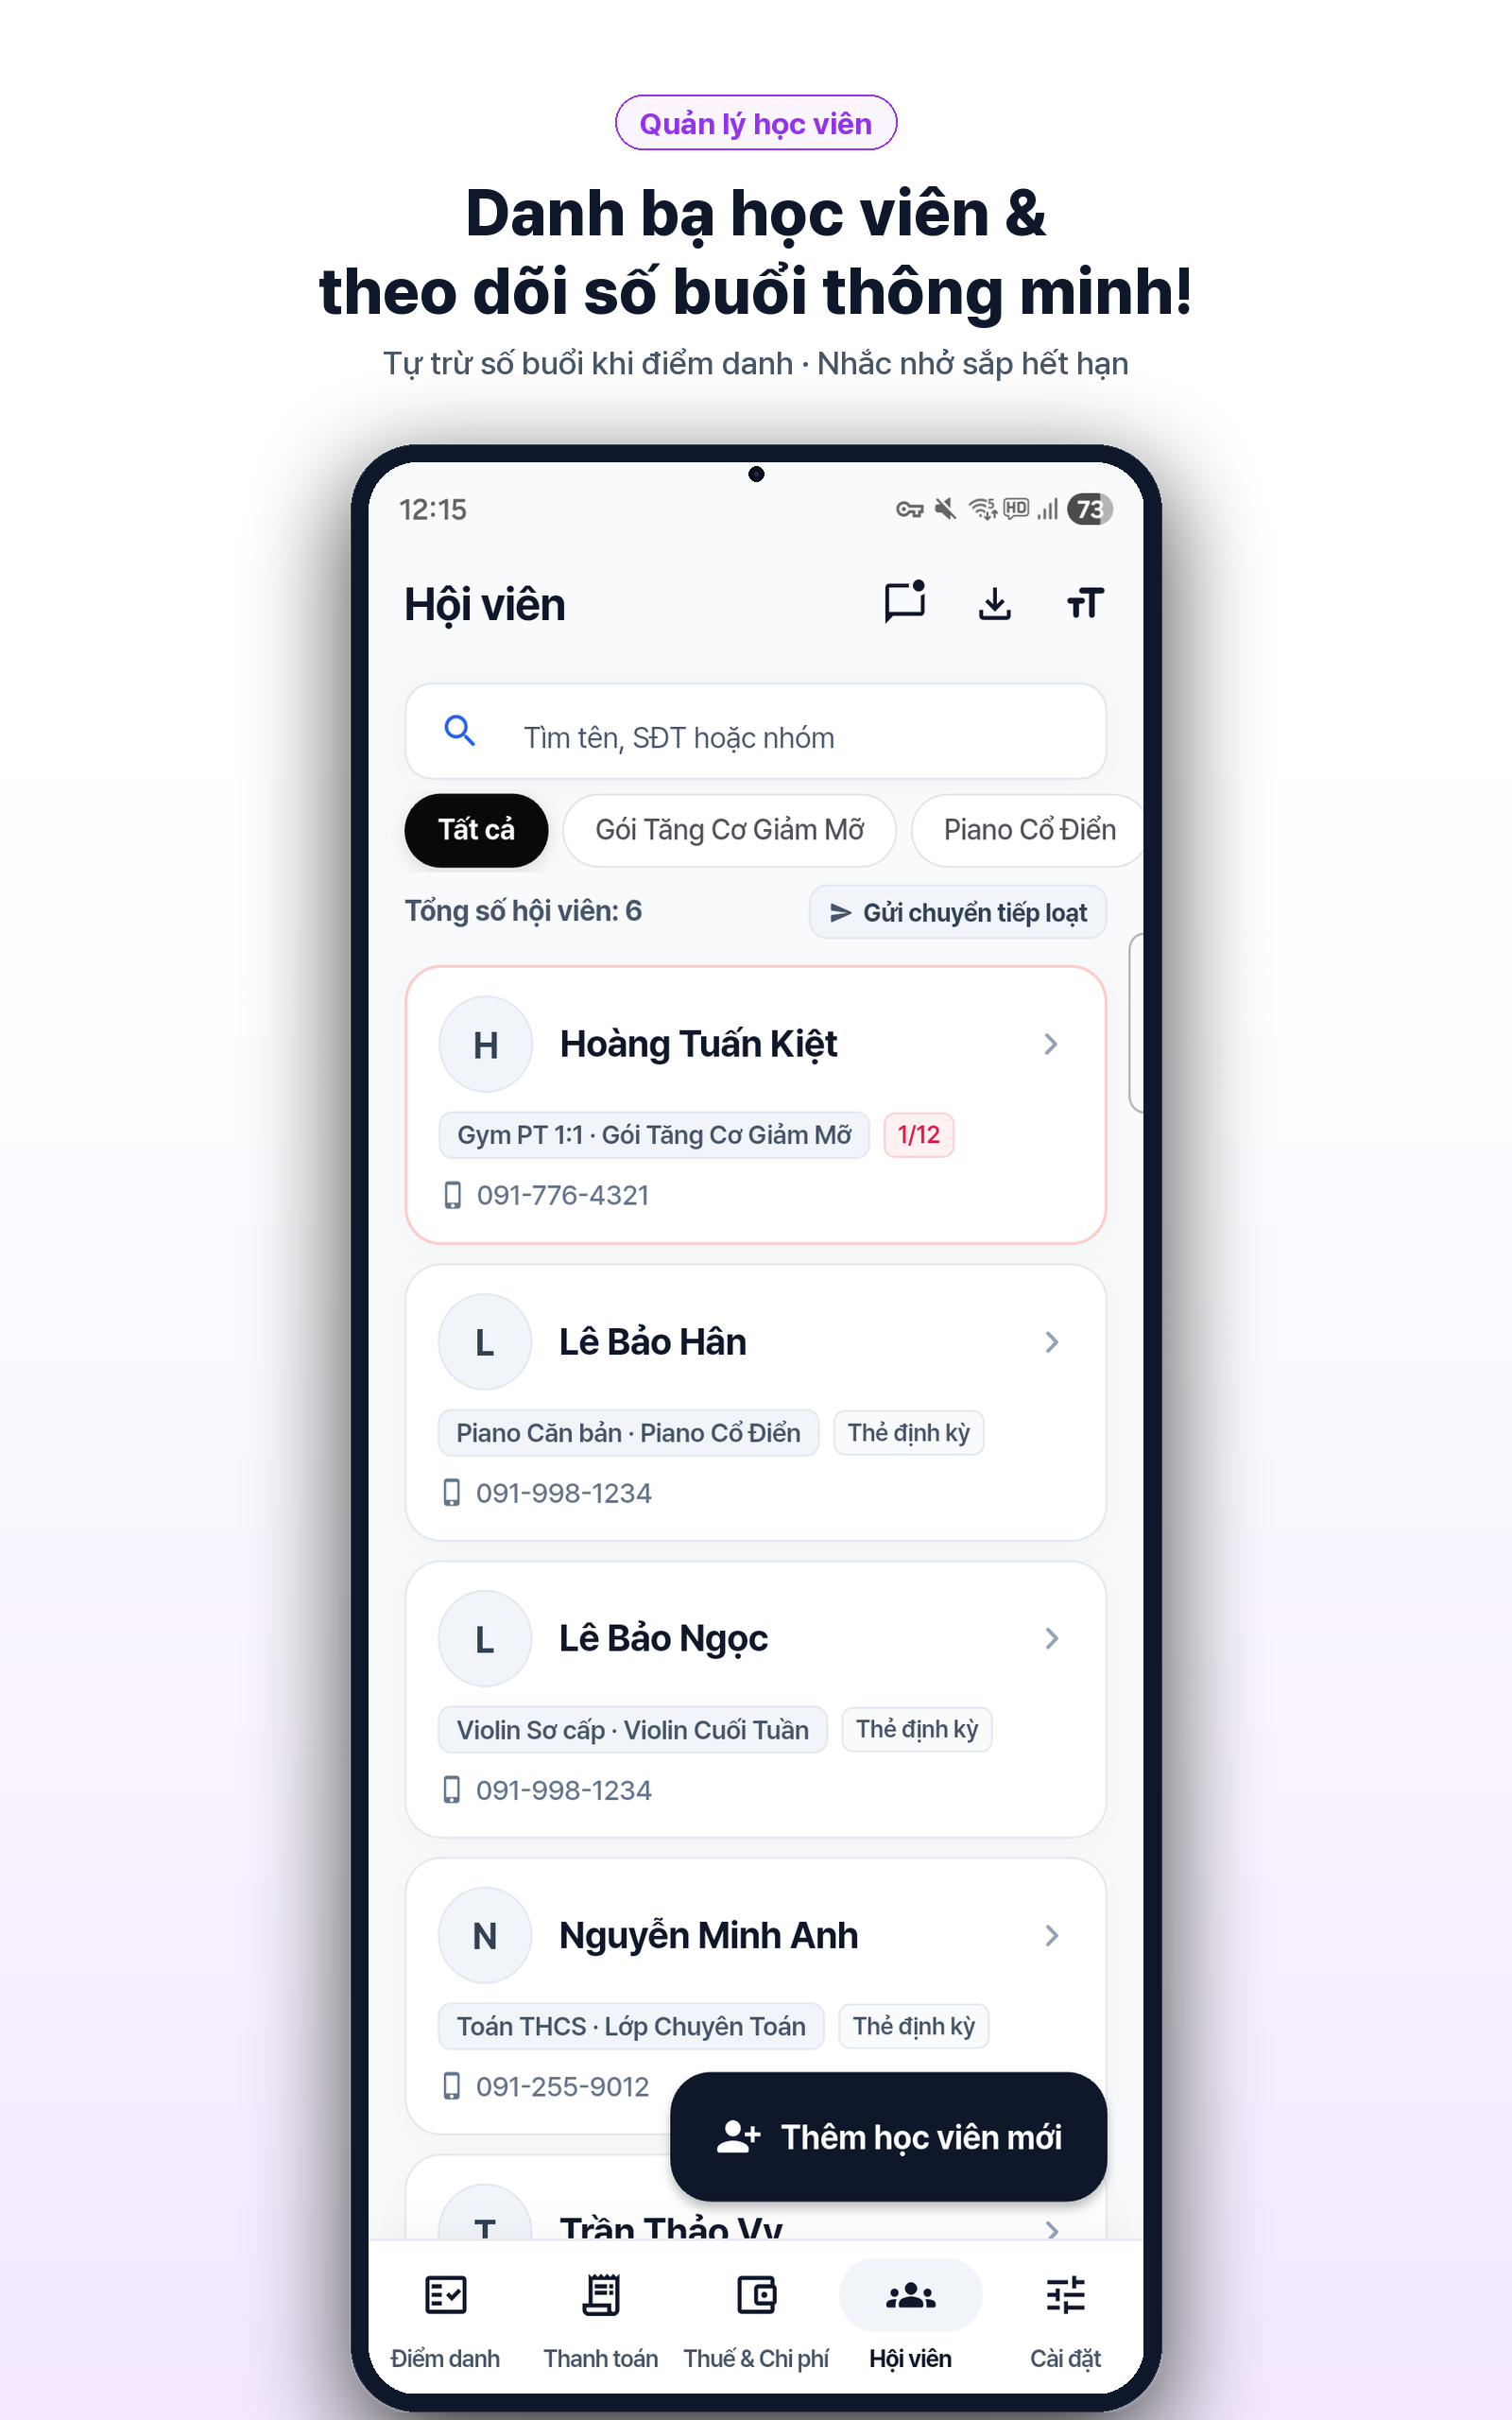 Quản lý học viên
Danh bạ học viên &
theo dõi số buổi thông minh!
Tự trừ số buổi khi điểm danh · Nhắc nhở sắp hết hạn
12:15
5 HD 73
Hội viên
Tìm tên, SĐT hoặc nhóm
Tất cả Gói Tăng Cơ Giảm Mỡ Piano Cổ Điển
Tổng số hội viên: 6 Gửi chuyển tiếp loạt
H Hoàng Tuấn Kiệt
Gym PT 1:1 · Gói Tăng Cơ Giảm Mỡ 1/12
091-776-4321
L Lê Bảo Hân
Piano Căn bản · Piano Cổ Điển Thẻ định kỳ
091-998-1234
L Lê Bảo Ngọc
Violin Sơ cấp · Violin Cuối Tuần Thẻ định kỳ
091-998-1234
N Nguyễn Minh Anh
Toán THCS · Lớp Chuyên Toán Thẻ định kỳ
091-255-9012
Thêm học viên mới
T Trần Thảo Vy
Điểm danh Thanh toán Thuế & Chi phí Hội viên Cài đặt